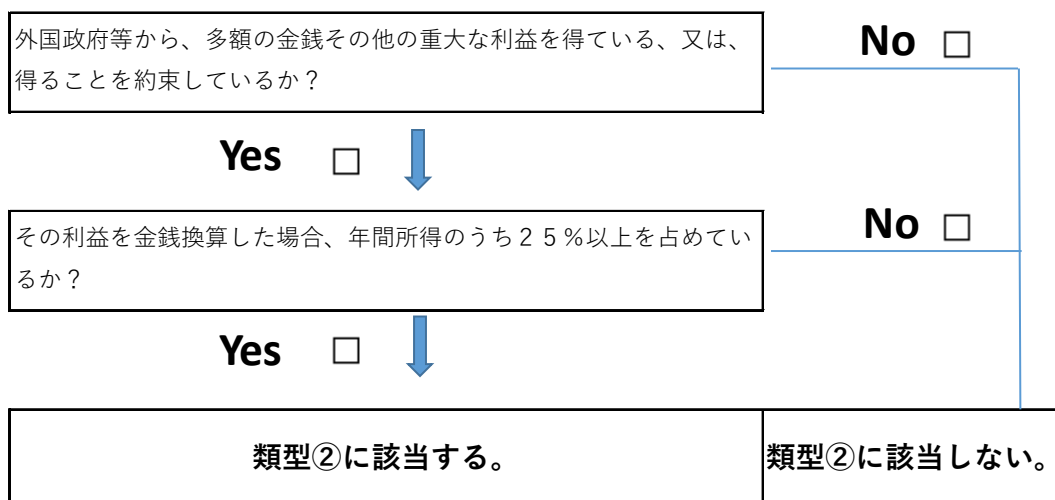 外国政府等から、多額の金銭その他の重大な利益を得ている、又は、
得ることを約束しているか？
No □
Yes □
その利益を金銭換算した場合、年間所得のうち２５％以上を占めてい
るか？
No □
Yes □
類型②に該当する。
類型②に該当しない。